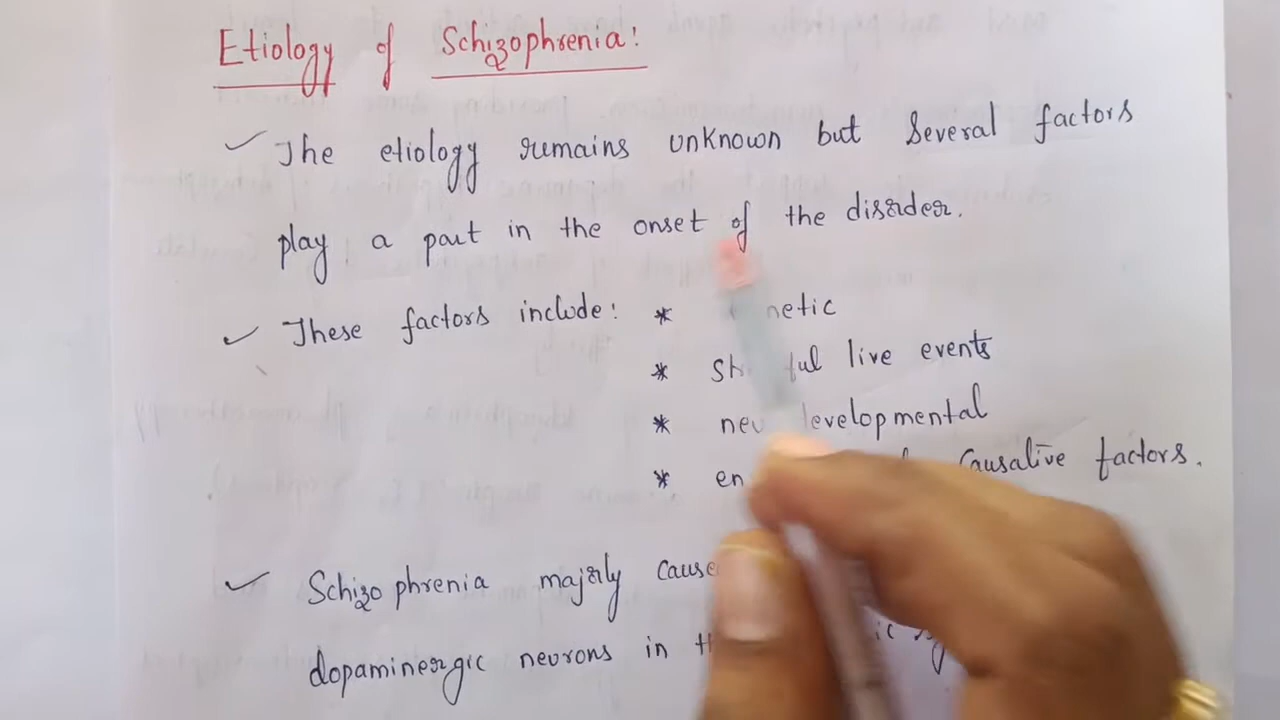 Etiology of Schizophrenia:
The etiology remains unknown but several factors
play a part in the onset of the disorder.
These factors include: * netic
* ful live events
* developmental
* causative factors.
Schizophrenia majorly cause
dopaminergic neurons in